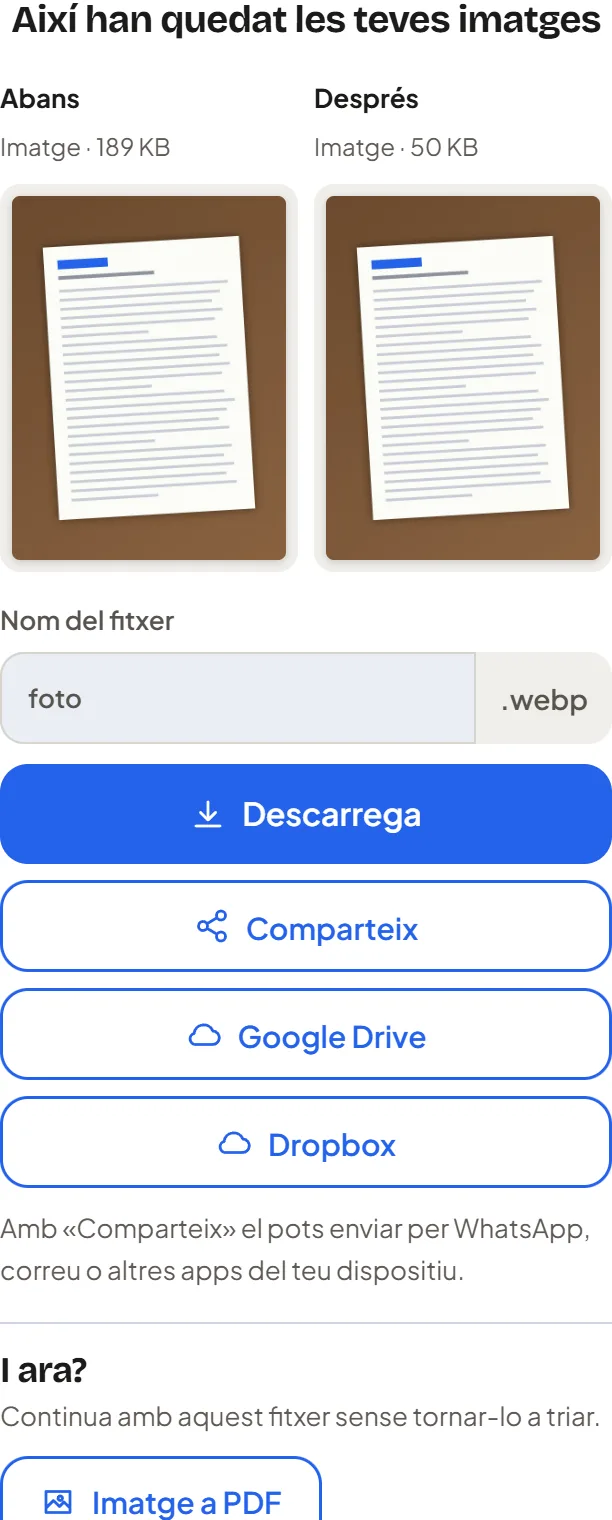 Així han quedat les teves imatges
Abans
Imatge · 189 KB
Després
Imatge · 50 KB
Nom del fitxer
foto
.webp
Descarrega
Comparteix
Google Drive
Dropbox
Amb «Comparteix» el pots enviar per WhatsApp,
correu o altres apps del teu dispositiu.
I ara?
Continua amb aquest fitxer sense tornar-lo a triar.
Imatge a PDF